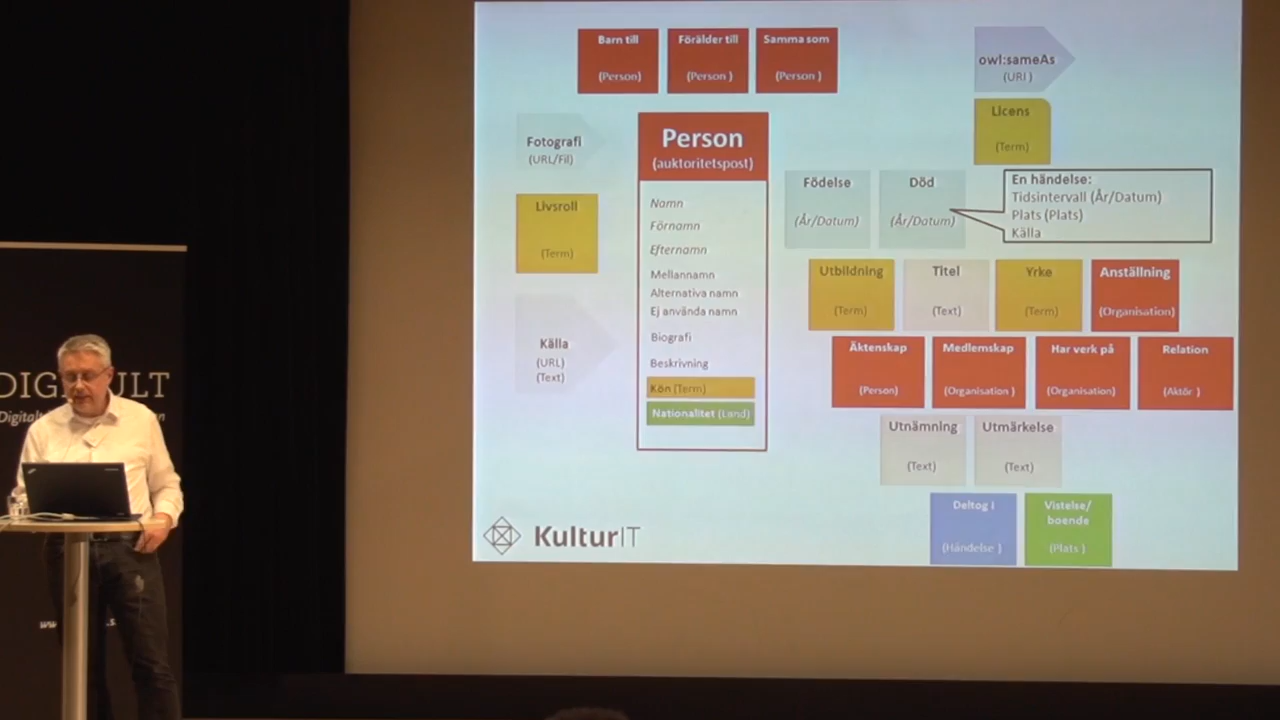 Barn till
(Person)
Förälder till
(Person )
Samma som
(Person )
owl:sameAs
(URI )
Licens
(Term)
Fotografi
(URL/Fil)
Livsroll
(Term)
Källa
(URL)
(Text)
Person
(auktoritetspost)
Namn
Förnamn
Efternamn
Mellannamn
Alternativa namn
Ej använda namn
Biografi
Beskrivning
Kön (Term)
Nationalitet (Land)
Födelse
(År/Datum)
Död
(År/Datum)
En händelse:
Tidsintervall (År/Datum)
Plats (Plats)
Källa
Utbildning
(Term)
Titel
(Text)
Yrke
(Term)
Anställning
(Organisation)
Äktenskap
(Person)
Medlemskap
(Organisation )
Har verk på
(Organisation)
Relation
(Aktör )
Utnämning
(Text)
Utmärkelse
(Text)
Deltog i
(Händelse )
Vistelse/
boende
(Plats )
KulturIT
DIGI ULT
Digitalt